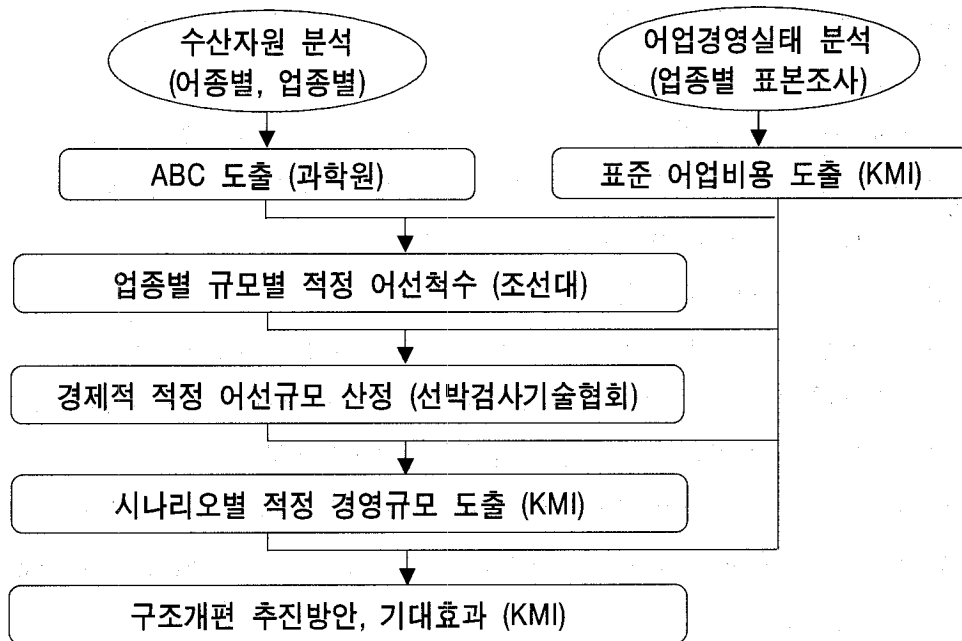 수산자원 분석
(어종별, 업종별)
어업경영실태 분석
(업종별 표본조사)
ABC 도출 (과학원)
표준 어업비용 도출 (KMI)
업종별 규모별 적정 어선척수 (조선대)
경제적 적정 어선규모 산정 (선박검사기술협회)
시나리오별 적정 경영규모 도출 (KMI)
구조개편 추진방안, 기대효과 (KMI)